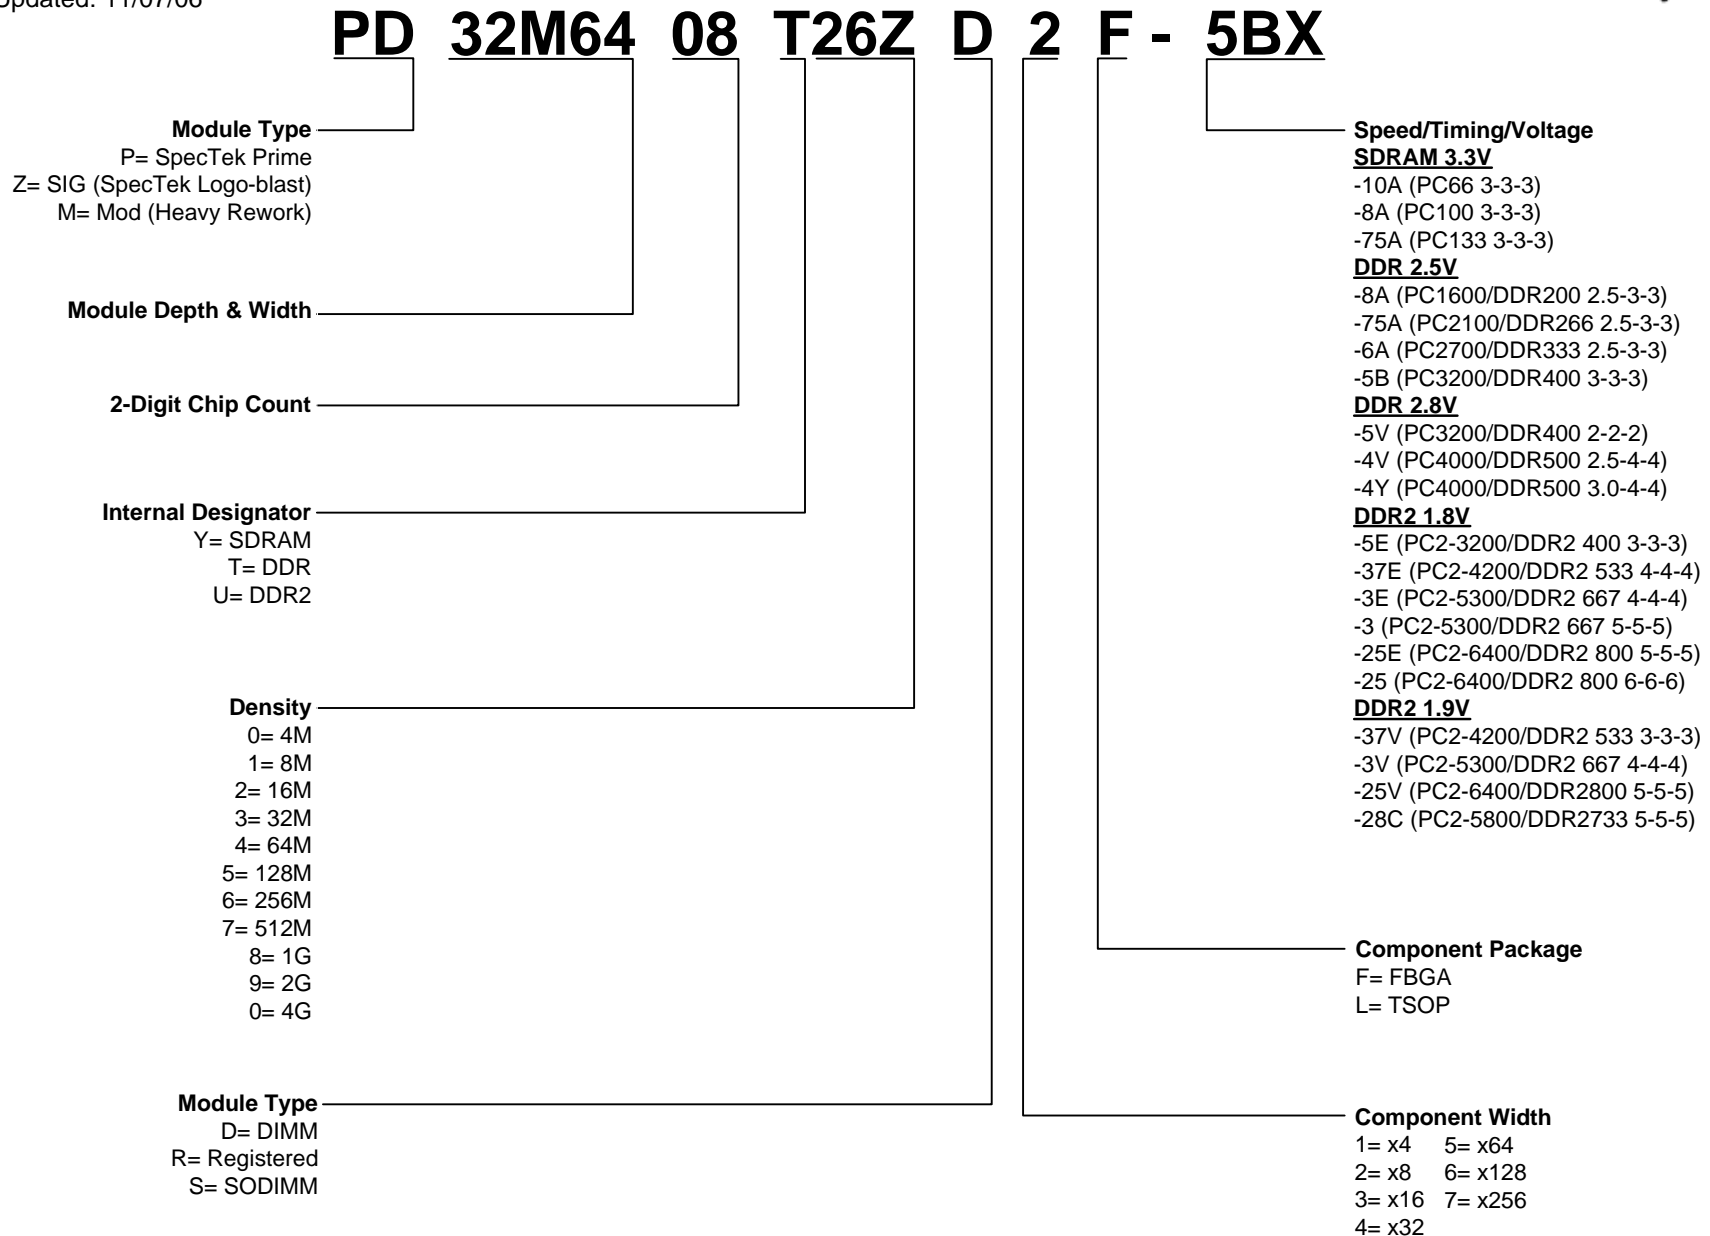 Updated: 11/07/06
PD 32M64 08 T26Z D 2 F - 5BX
Module Type
P= SpecTek Prime
Z= SIG (SpecTek Logo-blast)
M= Mod (Heavy Rework)
Module Depth & Width
2-Digit Chip Count
Internal Designator
Y= SDRAM
T= DDR
U= DDR2
Density
0= 4M
1= 8M
2= 16M
3= 32M
4= 64M
5= 128M
6= 256M
7= 512M
8= 1G
9= 2G
0= 4G
Module Type
D= DIMM
R= Registered
S= SODIMM
Speed/Timing/Voltage
SDRAM 3.3V
-10A (PC66 3-3-3)
-8A (PC100 3-3-3)
-75A (PC133 3-3-3)
DDR 2.5V
-8A (PC1600/DDR200 2.5-3-3)
-75A (PC2100/DDR266 2.5-3-3)
-6A (PC2700/DDR333 2.5-3-3)
-5B (PC3200/DDR400 3-3-3)
DDR 2.8V
-5V (PC3200/DDR400 2-2-2)
-4V (PC4000/DDR500 2.5-4-4)
-4Y (PC4000/DDR500 3.0-4-4)
DDR2 1.8V
-5E (PC2-3200/DDR2 400 3-3-3)
-37E (PC2-4200/DDR2 533 4-4-4)
-3E (PC2-5300/DDR2 667 4-4-4)
-3 (PC2-5300/DDR2 667 5-5-5)
-25E (PC2-6400/DDR2 800 5-5-5)
-25 (PC2-6400/DDR2 800 6-6-6)
DDR2 1.9V
-37V (PC2-4200/DDR2 533 3-3-3)
-3V (PC2-5300/DDR2 667 4-4-4)
-25V (PC2-6400/DDR2800 5-5-5)
-28C (PC2-5800/DDR2733 5-5-5)
Component Package
F= FBGA
L= TSOP
Component Width
1= x4 5= x64
2= x8 6= x128
3= x16 7= x256
4= x32